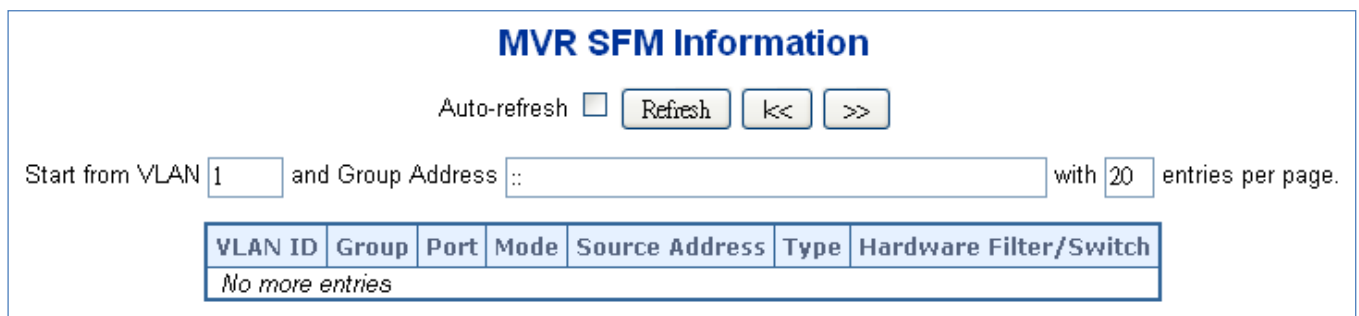 MVR SFM Information
Auto-refresh Refresh |<< >>
Start from VLAN 1 and Group Address :: with 20 entries per page.
VLAN ID Group Port Mode Source Address Type Hardware Filter/Switch
No more entries